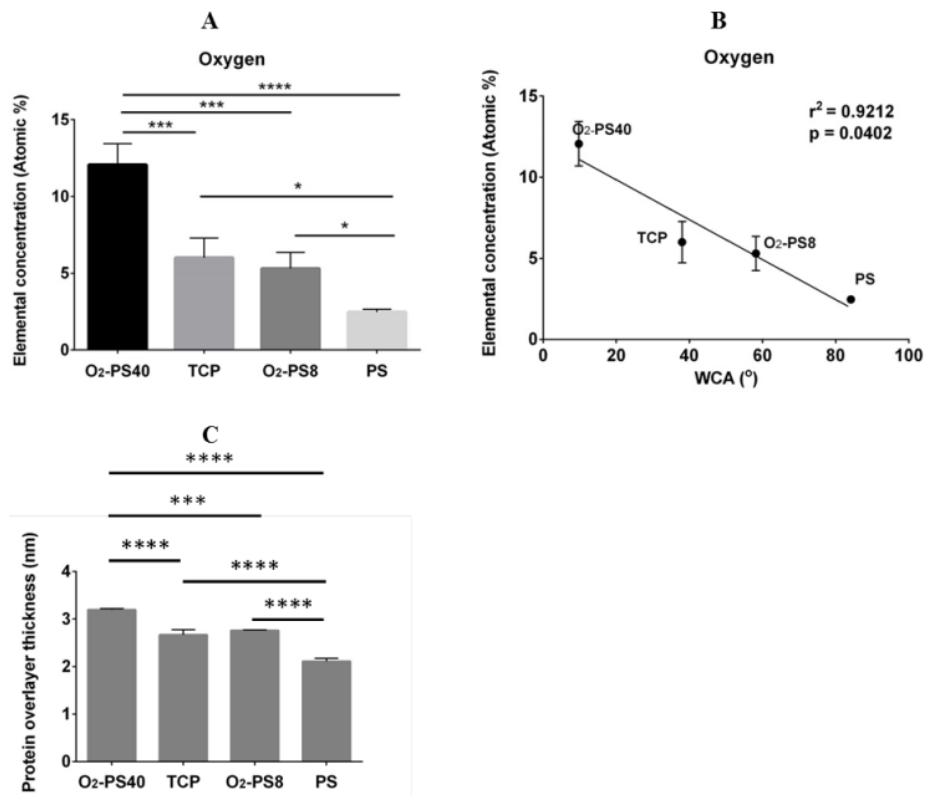 A
Oxygen
Elemental concentration (Atomic %)
15
10
5
0
****
***
***
*
*
O2-PS40 TCP O2-PS8 PS
B
Oxygen
Elemental concentration (Atomic %)
15
10
5
0
r² = 0.9212
p = 0.0402
O2-PS40
TCP
O2-PS8
PS
0 20 40 60 80 100
WCA (°)
C
****
***
****
****
****
Protein overlayer thickness (nm)
4
3
2
1
0
O2-PS40 TCP O2-PS8 PS